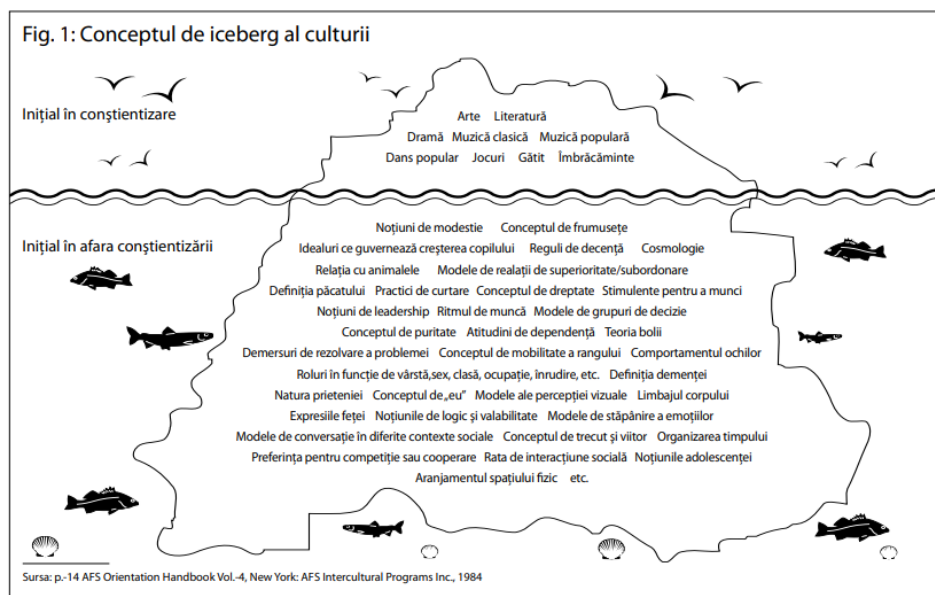 Fig. 1: Conceptul de iceberg al culturii
Inițial în conştientizare
Arte Literatură
Dramă Muzică clasică Muzică populară
Dans popular Jocuri Gătit Îmbrăcăminte
Noțiuni de modestie Conceptul de frumusețe
Inițial în afara conştientizării
Idealuri ce guvernează creșterea copilului Reguli de decență Cosmologie
Relația cu animalele Modele de realații de superioritate/subordonare
Definiția păcatului Practici de curtare Conceptul de dreptate Stimulente pentru a munci
Noțiuni de leadership Ritmul de muncă Modele de grupuri de decizie
Conceptul de puritate Atitudini de dependență Teoria bolii
Demersuri de rezolvare a problemei Conceptul de mobilitate a rangului Comportamentul ochilor
Roluri în funcție de vârstă,sex, clasă, ocupație, înrudire, etc. Definiția demenței
Natura prieteniei Conceptul de„eu” Modele ale percepției vizuale Limbajul corpului
Expresiile feței Noțiunile de logic și valabilitate Modele de stăpânire a emoțiilor
Modele de conversație în diferite contexte sociale Conceptul de trecut şi viitor Organizarea timpului
Preferința pentru competiție sau cooperare Rata de interacțiune socială Noțiunile adolescenței
Aranjamentul spațiului fizic etc.
Sursa: p.-14 AFS Orientation Handbook Vol.-4, New York: AFS Intercultural Programs Inc., 1984